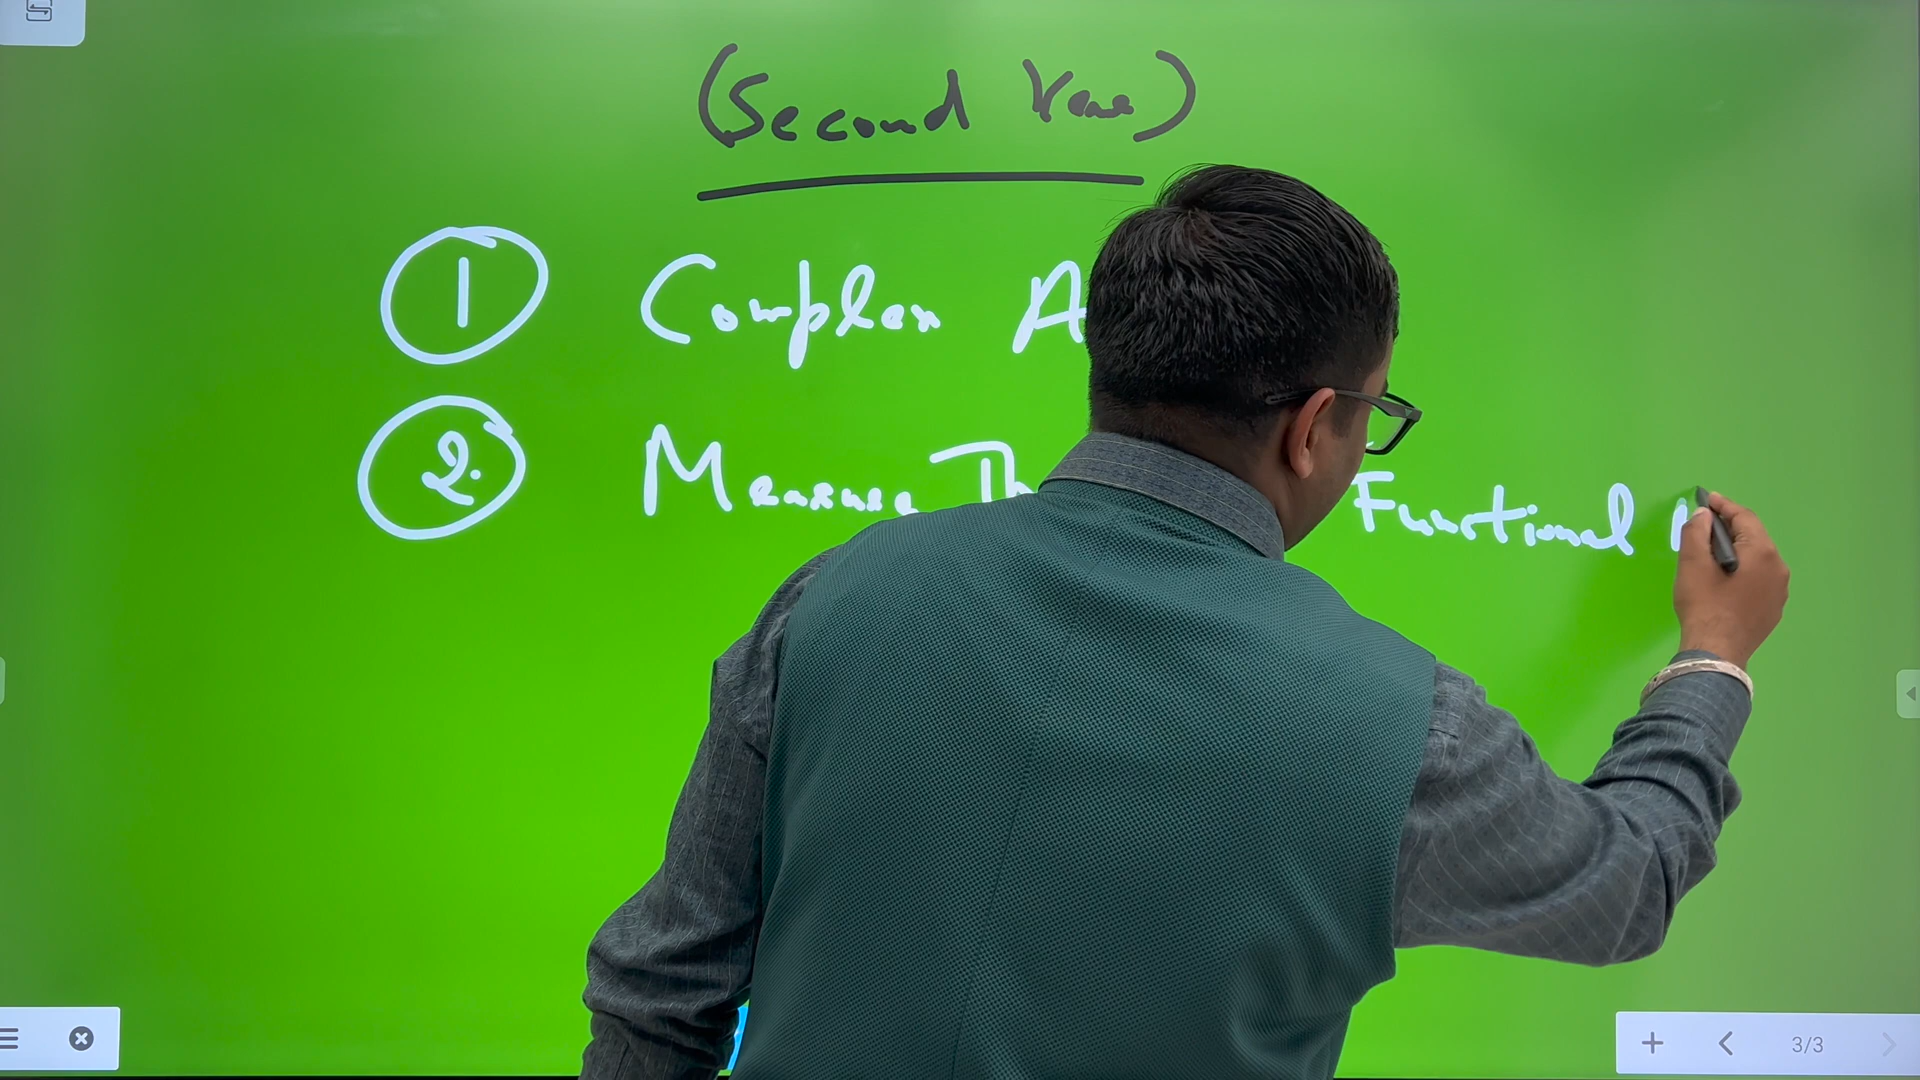 (Second Year)
1 Complex A
2. Measure Th Functional
3/3